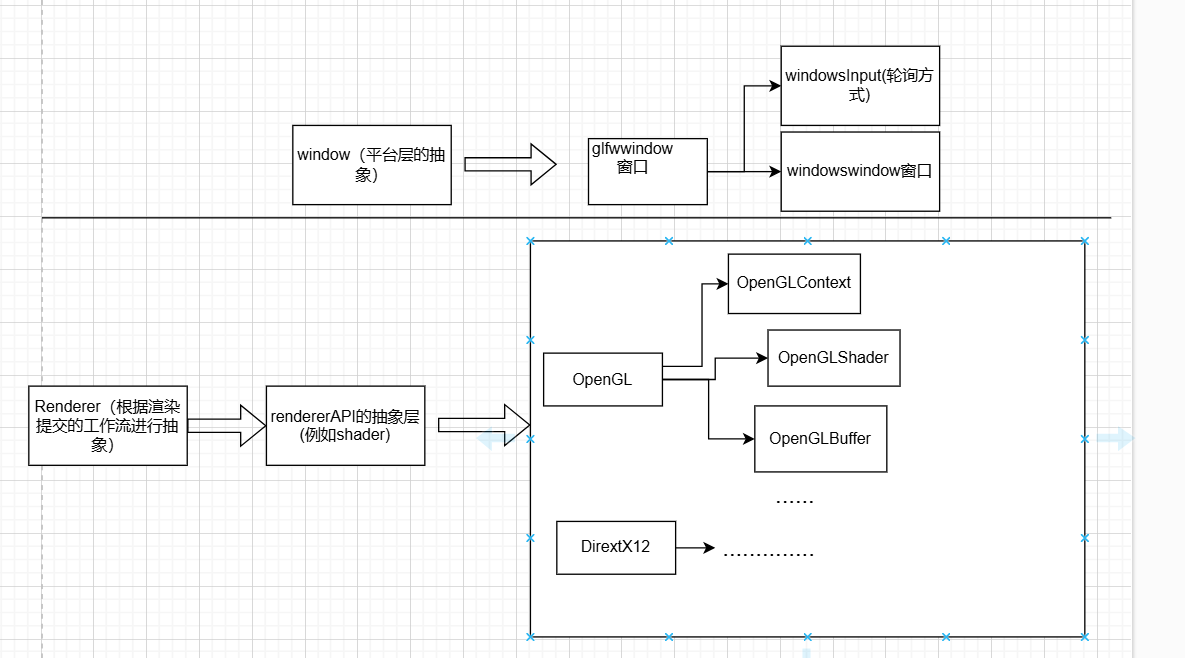 windowsInput(轮询方
式)
window（平台层的抽
象）
glfwwindow
窗口
windowswindow窗口
OpenGLContext
OpenGLShader
OpenGL
Renderer（根据渲染
提交的工作流进行抽
象）
rendererAPI的抽象层
(例如shader)
OpenGLBuffer
......
DirextX12
..............